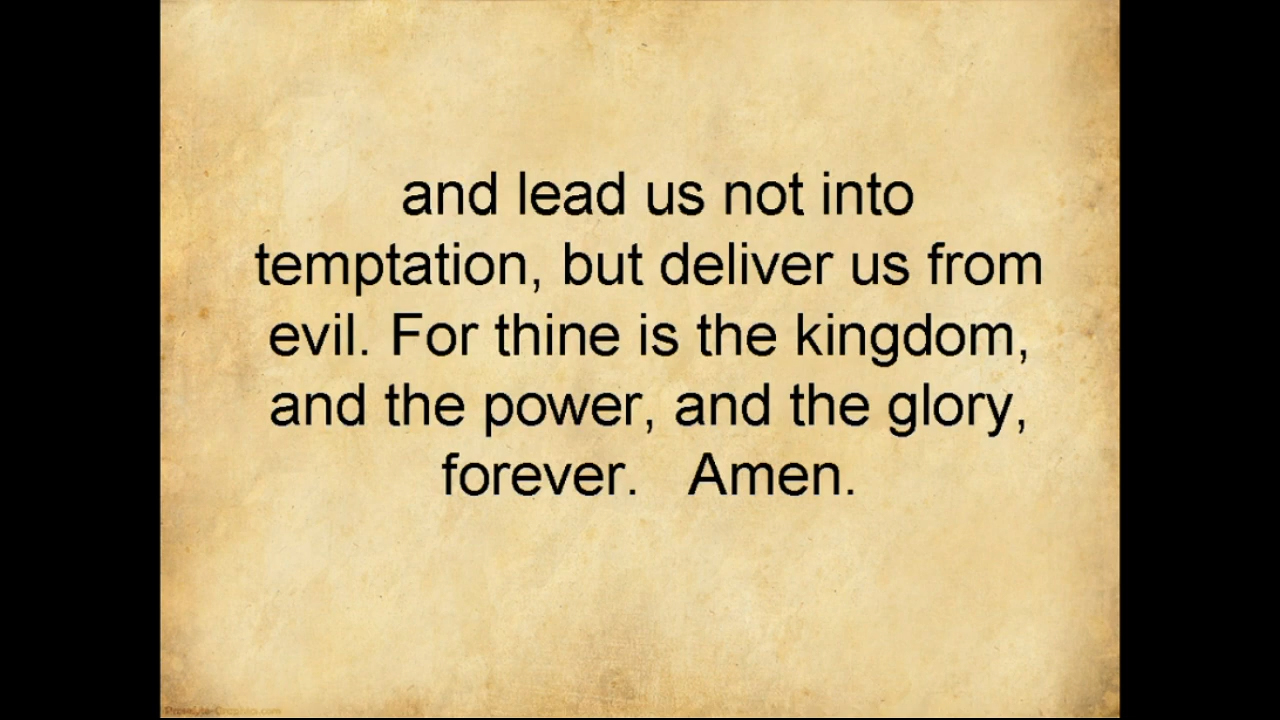 and lead us not into
temptation, but deliver us from
evil. For thine is the kingdom,
and the power, and the glory,
forever.   Amen.